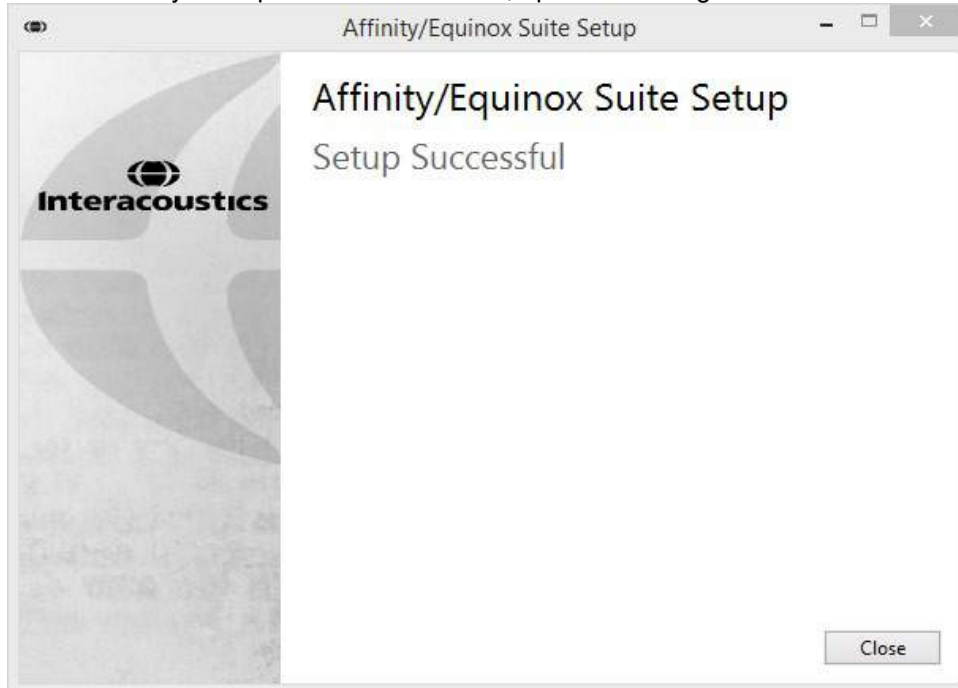 Affinity/Equinox Suite Setup
Affinity/Equinox Suite Setup
Setup Successful
Interacoustics
Close